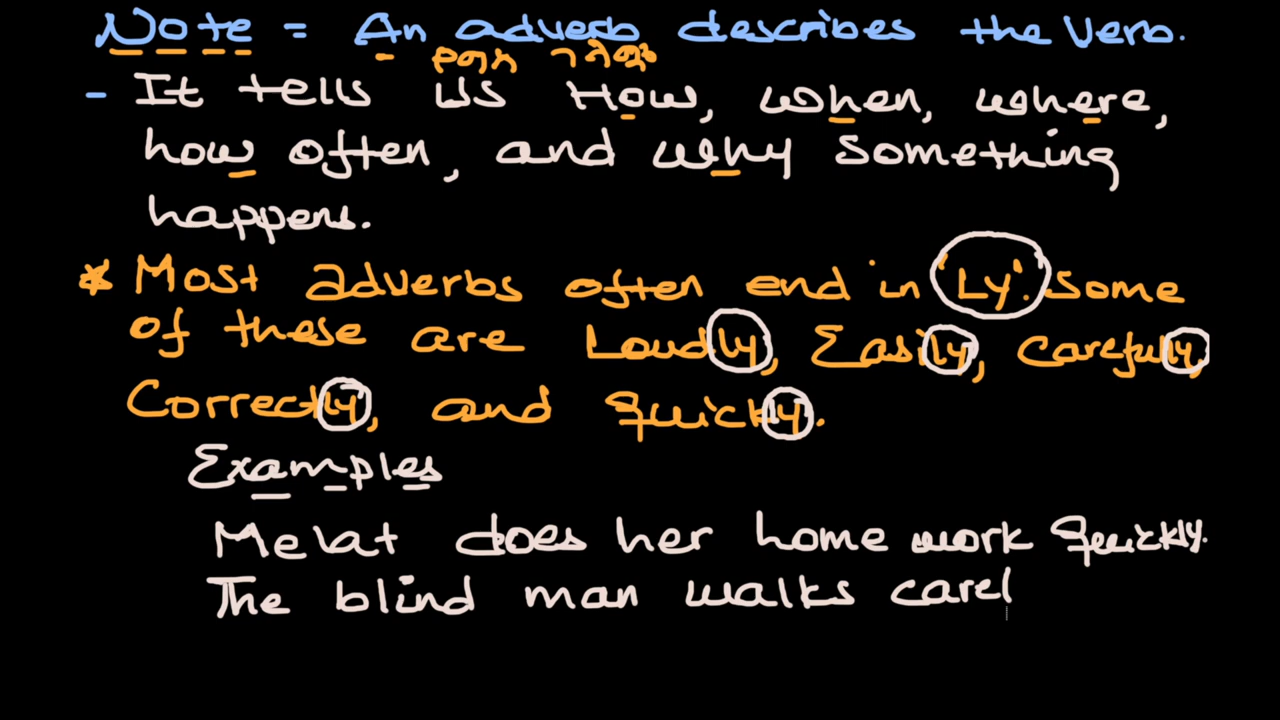 Note = An adverb describes the Verb.
- It tells us How, when, where,
how often, and why something
happens.
* Most adverbs often end in 'Ly'. Some
of these are Loudly, Easily, Carefully,
Correctly, and quickly.
Examples
Melat does her home work quickly.
The blind man walks caref